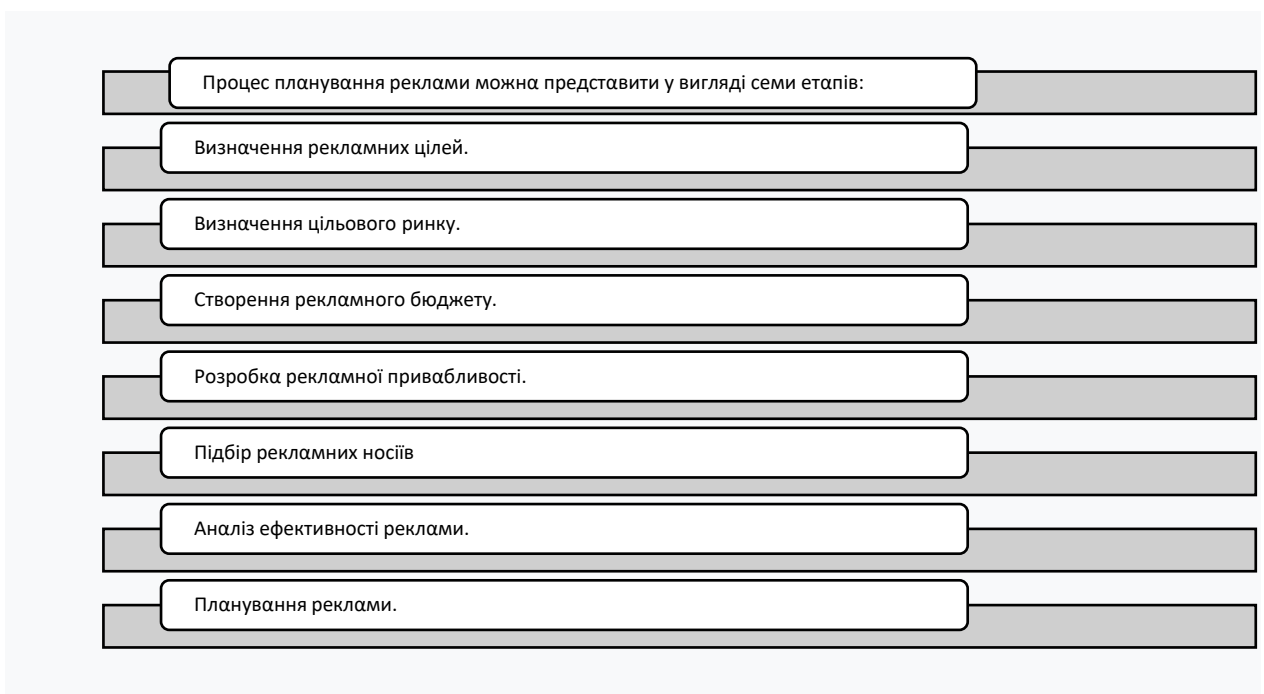 Процес планування реклами можна представити у вигляді семи етапів:
Визначення рекламних цілей.
Визначення цільового ринку.
Створення рекламного бюджету.
Розробка рекламної привабливості.
Підбір рекламних носіїв
Аналіз ефективності реклами.
Планування реклами.